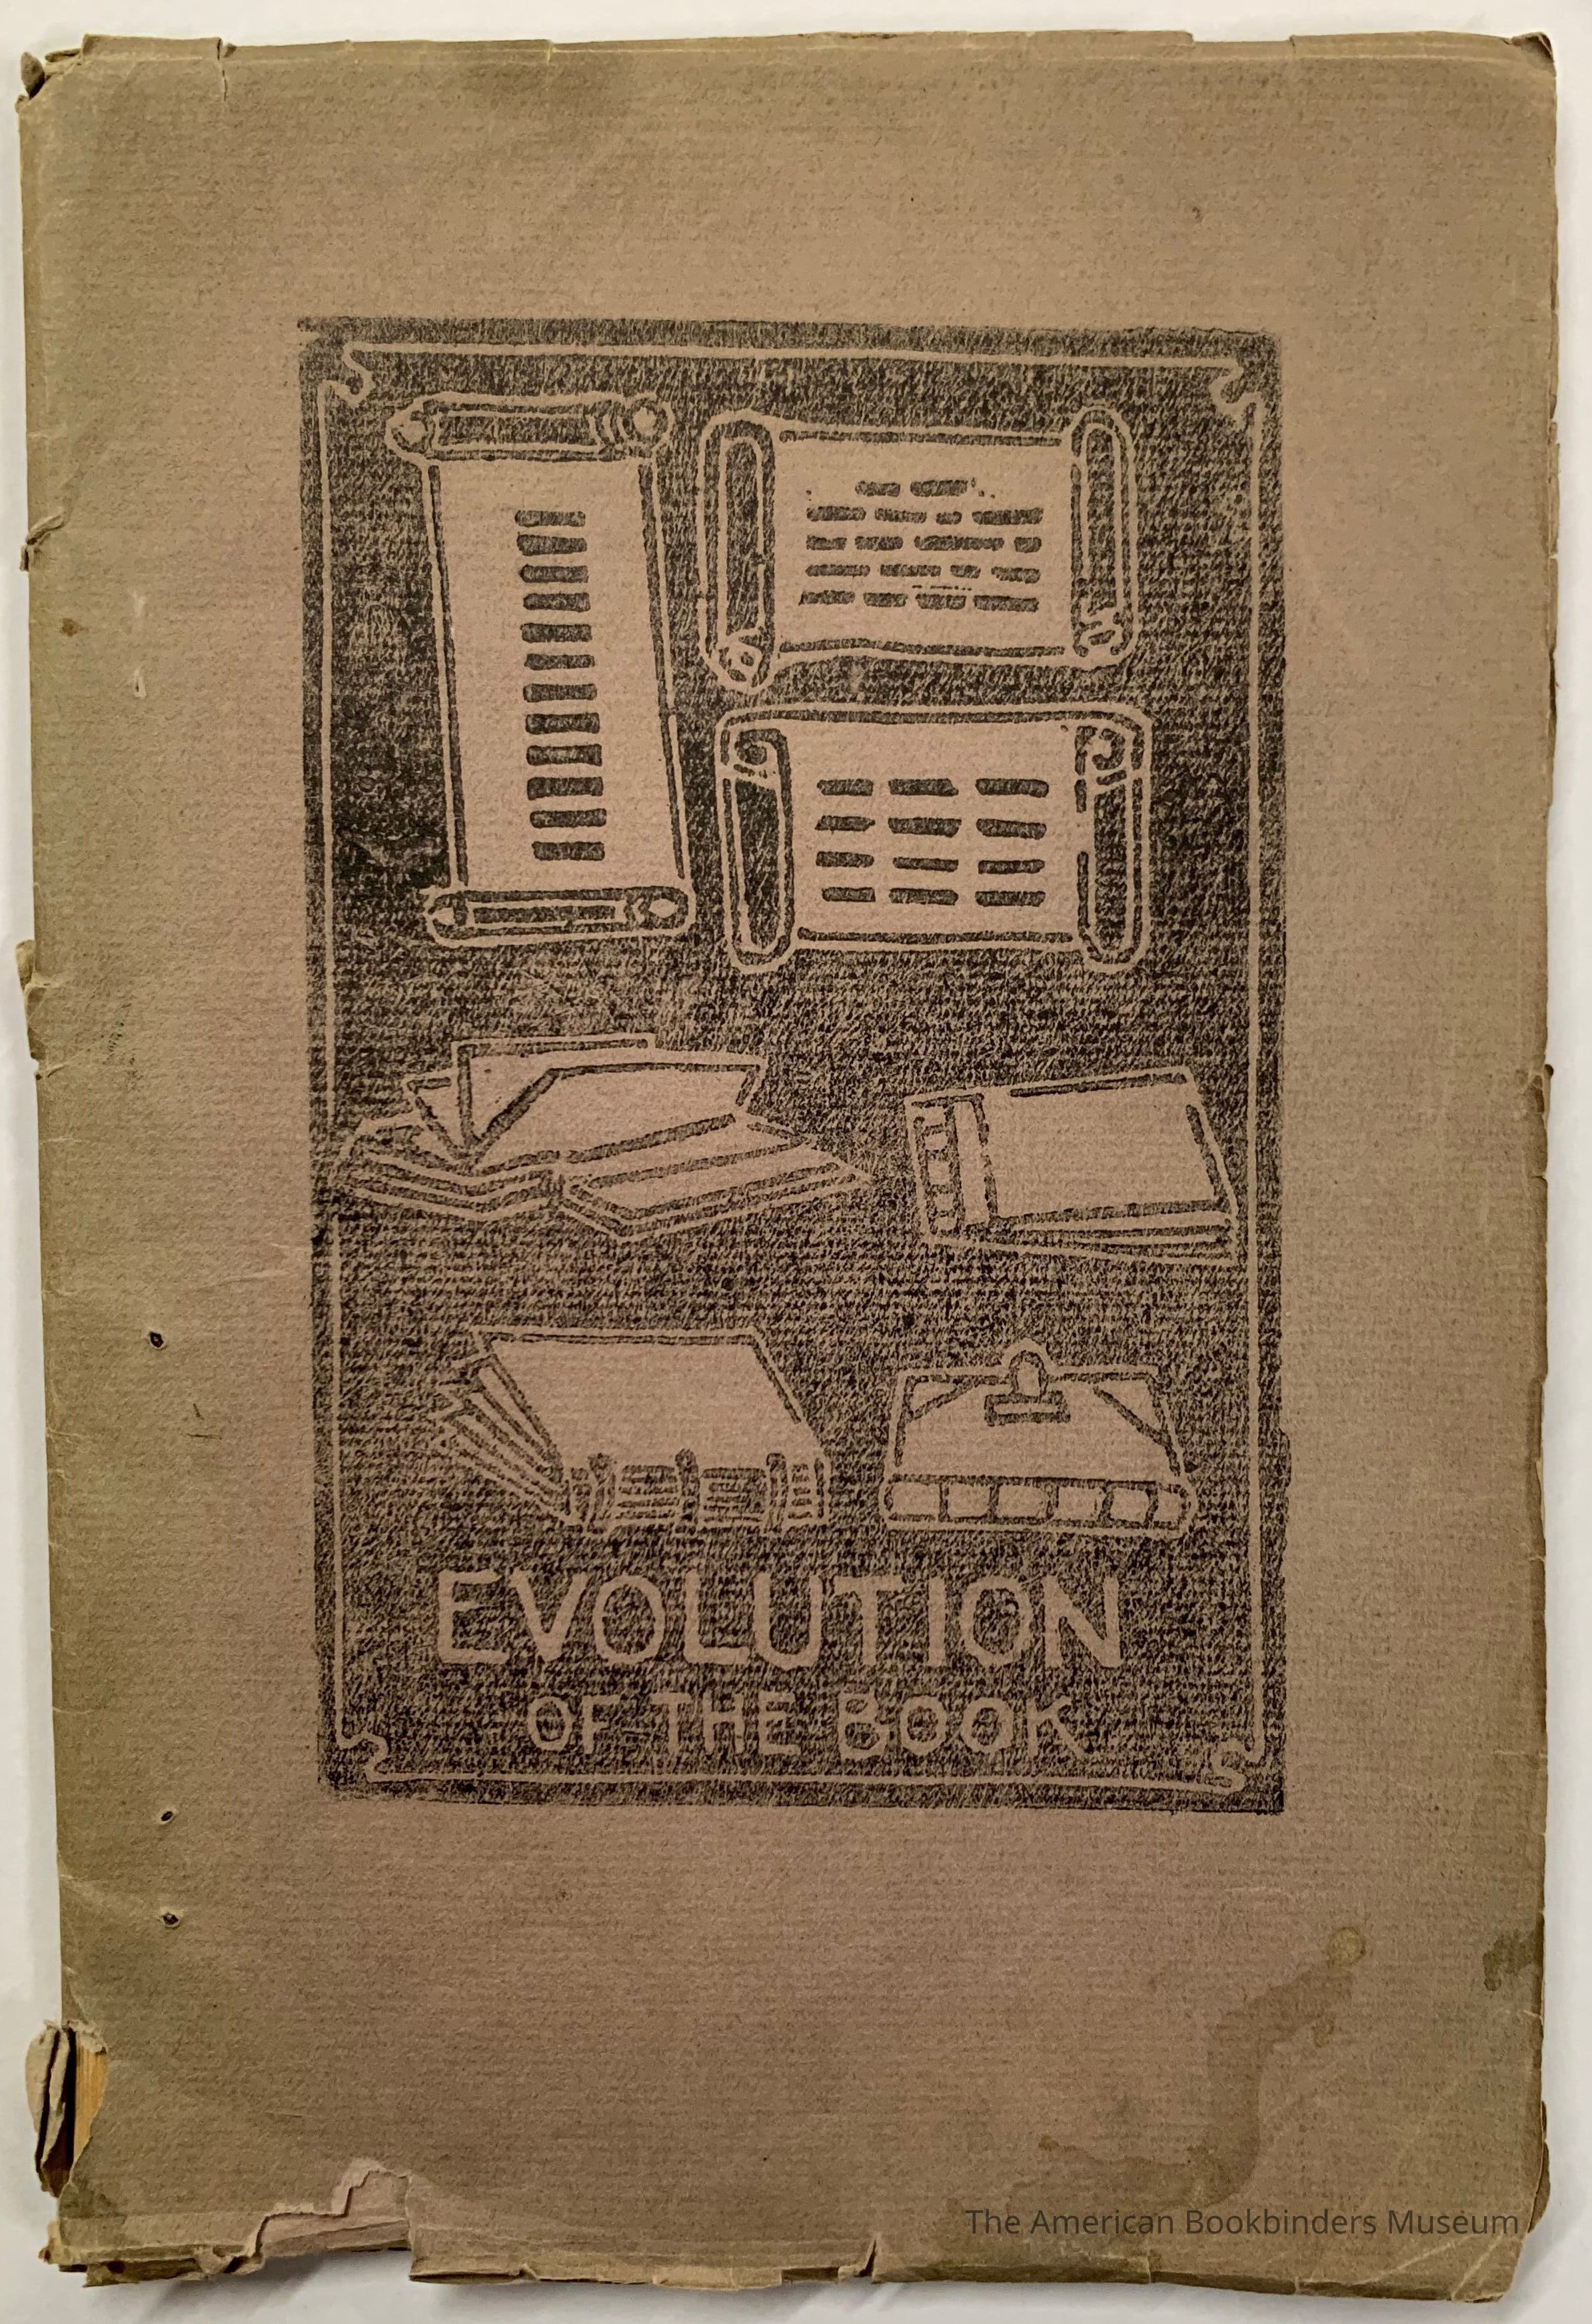 EVOLUTION
OF THE BOOK
The American Bookbinders Museum